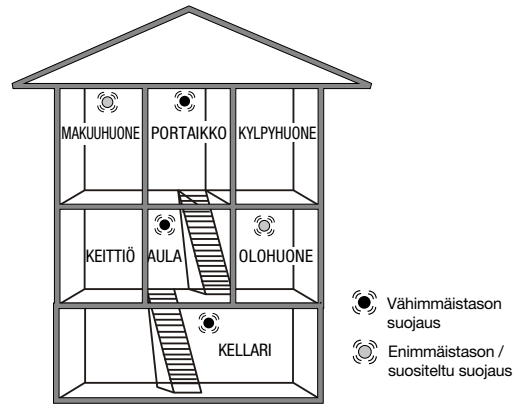 MAKUUHUONE PORTAIKKO KYLPYHUONE
KEITTIÖ AULA OLOHUONE
KELLARI
Vähimmäistason
suojaus
Enimmäistason /
suositeltu suojaus